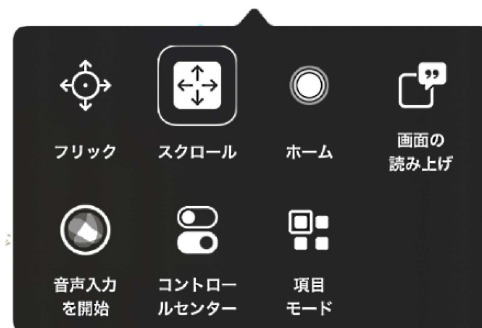 フリック
スクロール
ホーム
画面の
読み上げ
音声入力
を開始
コントロー
ルセンター
項目
モード